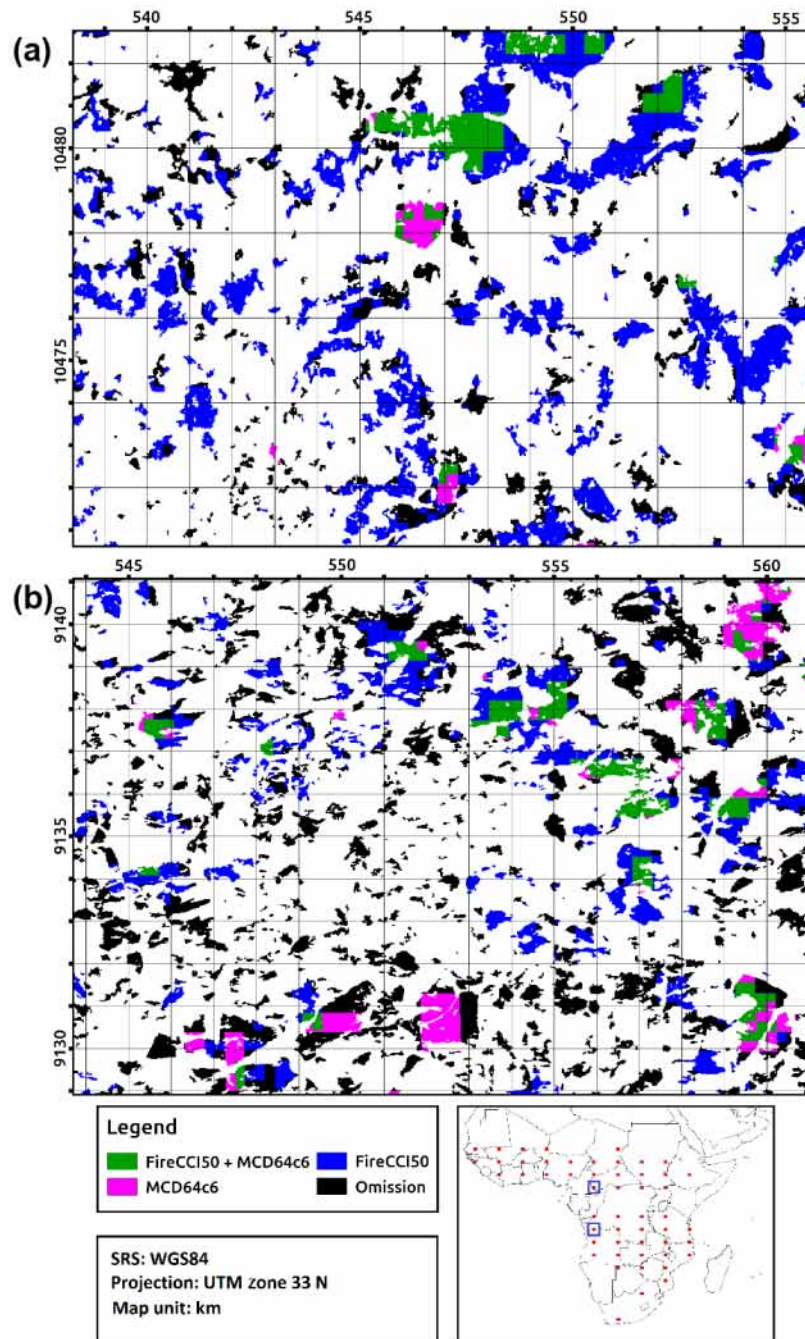 540 545 550 555
(a)
10480
10475
545 550 555 560
(b)
9140
9135
9130
Legend
FireCCI50 + MCD64c6 FireCCI50
MCD64c6 Omission
SRS: WGS84
Projection: UTM zone 33 N
Map unit: km